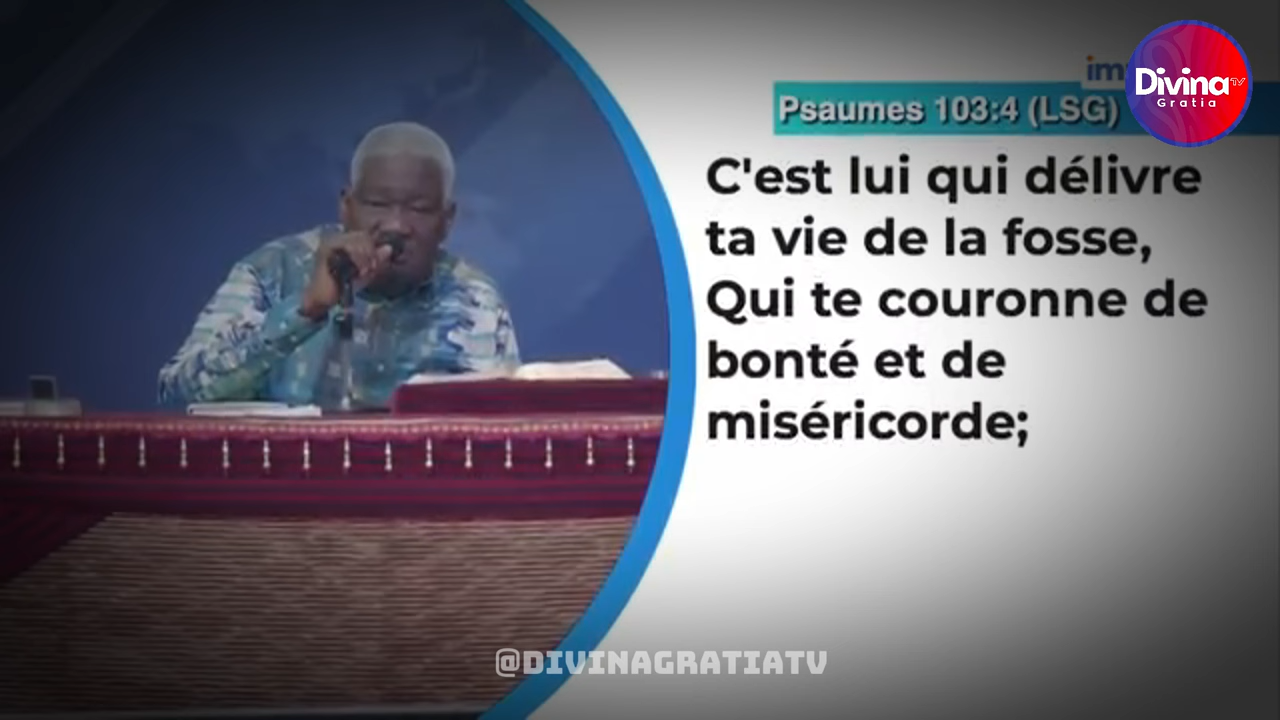 Divina TV
Gratia
Psaumes 103:4 (LSG)
C'est lui qui délivre
ta vie de la fosse,
Qui te couronne de
bonté et de
miséricorde;
@DIVINAGRATIATV